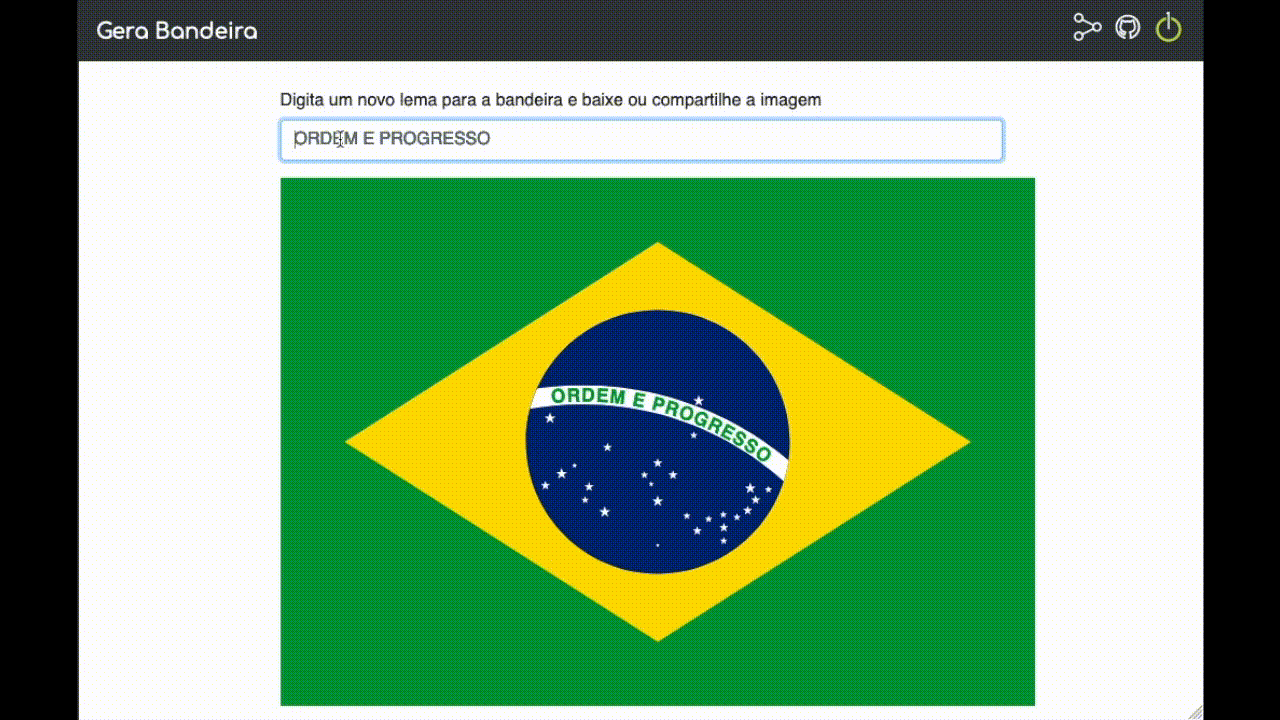 Gera Bandeira
Digita um novo lema para a bandeira e baixe ou compartilhe a imagem
ORDEM E PROGRESSO
ORDEM E PROGRESSO